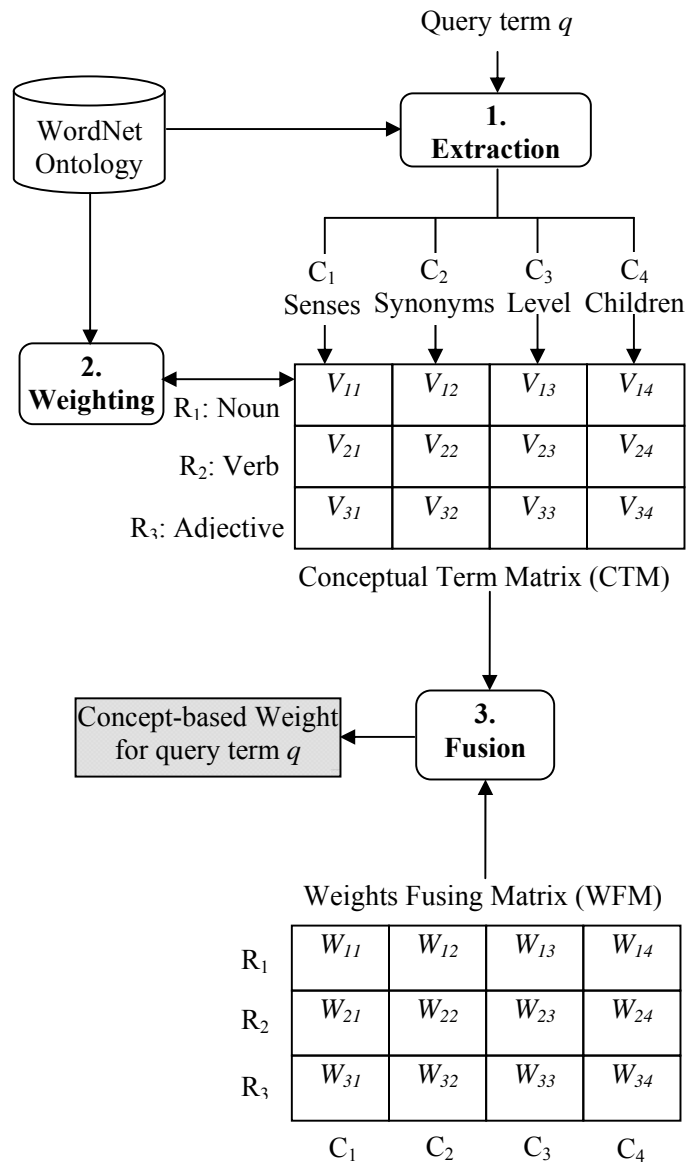 Query term q
WordNet
Ontology
1.
Extraction
C₁
Senses
C₂
Synonyms
C₃
Level
C₄
Children
2.
Weighting
R₁: Noun
V₁₁ V₁₂ V₁₃ V₁₄
R₂: Verb
V₂₁ V₂₂ V₂₃ V₂₄
R₃: Adjective
V₃₁ V₃₂ V₃₃ V₃₄
Conceptual Term Matrix (CTM)
3.
Fusion
Concept-based Weight
for query term q
Weights Fusing Matrix (WFM)
R₁ W₁₁ W₁₂ W₁₃ W₁₄
R₂ W₂₁ W₂₂ W₂₃ W₂₄
R₃ W₃₁ W₃₂ W₃₃ W₃₄
C₁ C₂ C₃ C₄